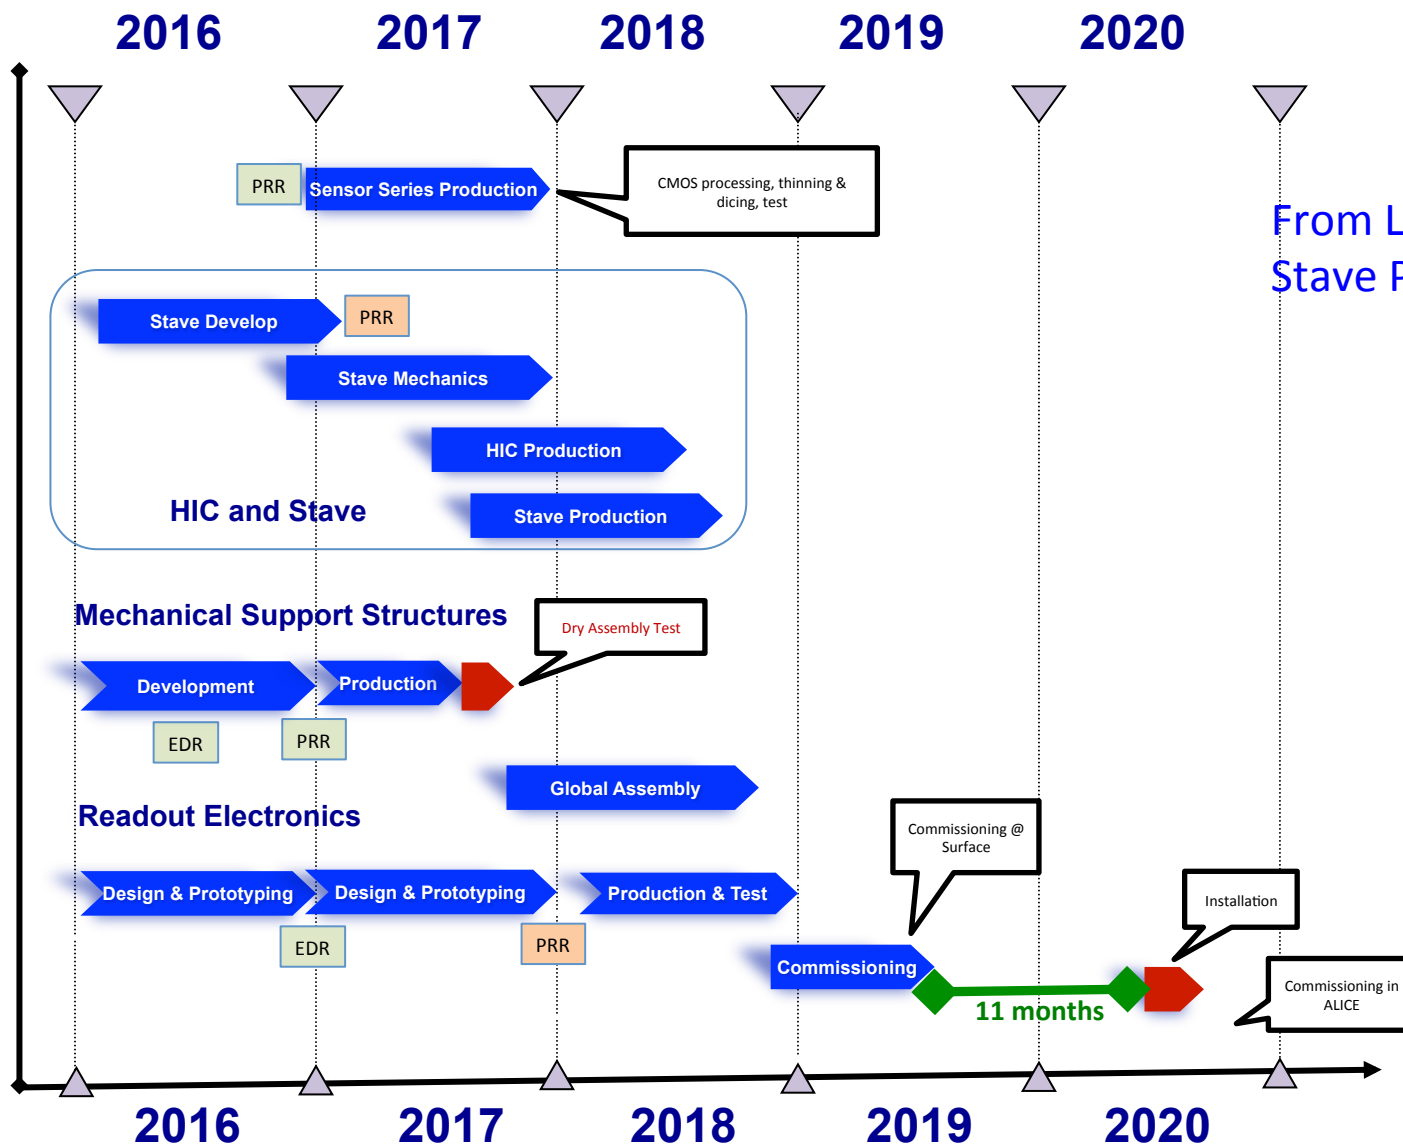 2016 2017 2018 2019 2020
PRR
Sensor Series Production
CMOS processing, thinning &
dicing, test
From L
Stave P
Stave Develop
PRR
Stave Mechanics
HIC Production
HIC and Stave
Stave Production
Mechanical Support Structures
Dry Assembly Test
Development
Production
EDR
PRR
Global Assembly
Readout Electronics
Commissioning @
Surface
Design & Prototyping
Design & Prototyping
Production & Test
Installation
EDR
PRR
Commissioning
Commissioning in
ALICE
11 months
2016 2017 2018 2019 2020